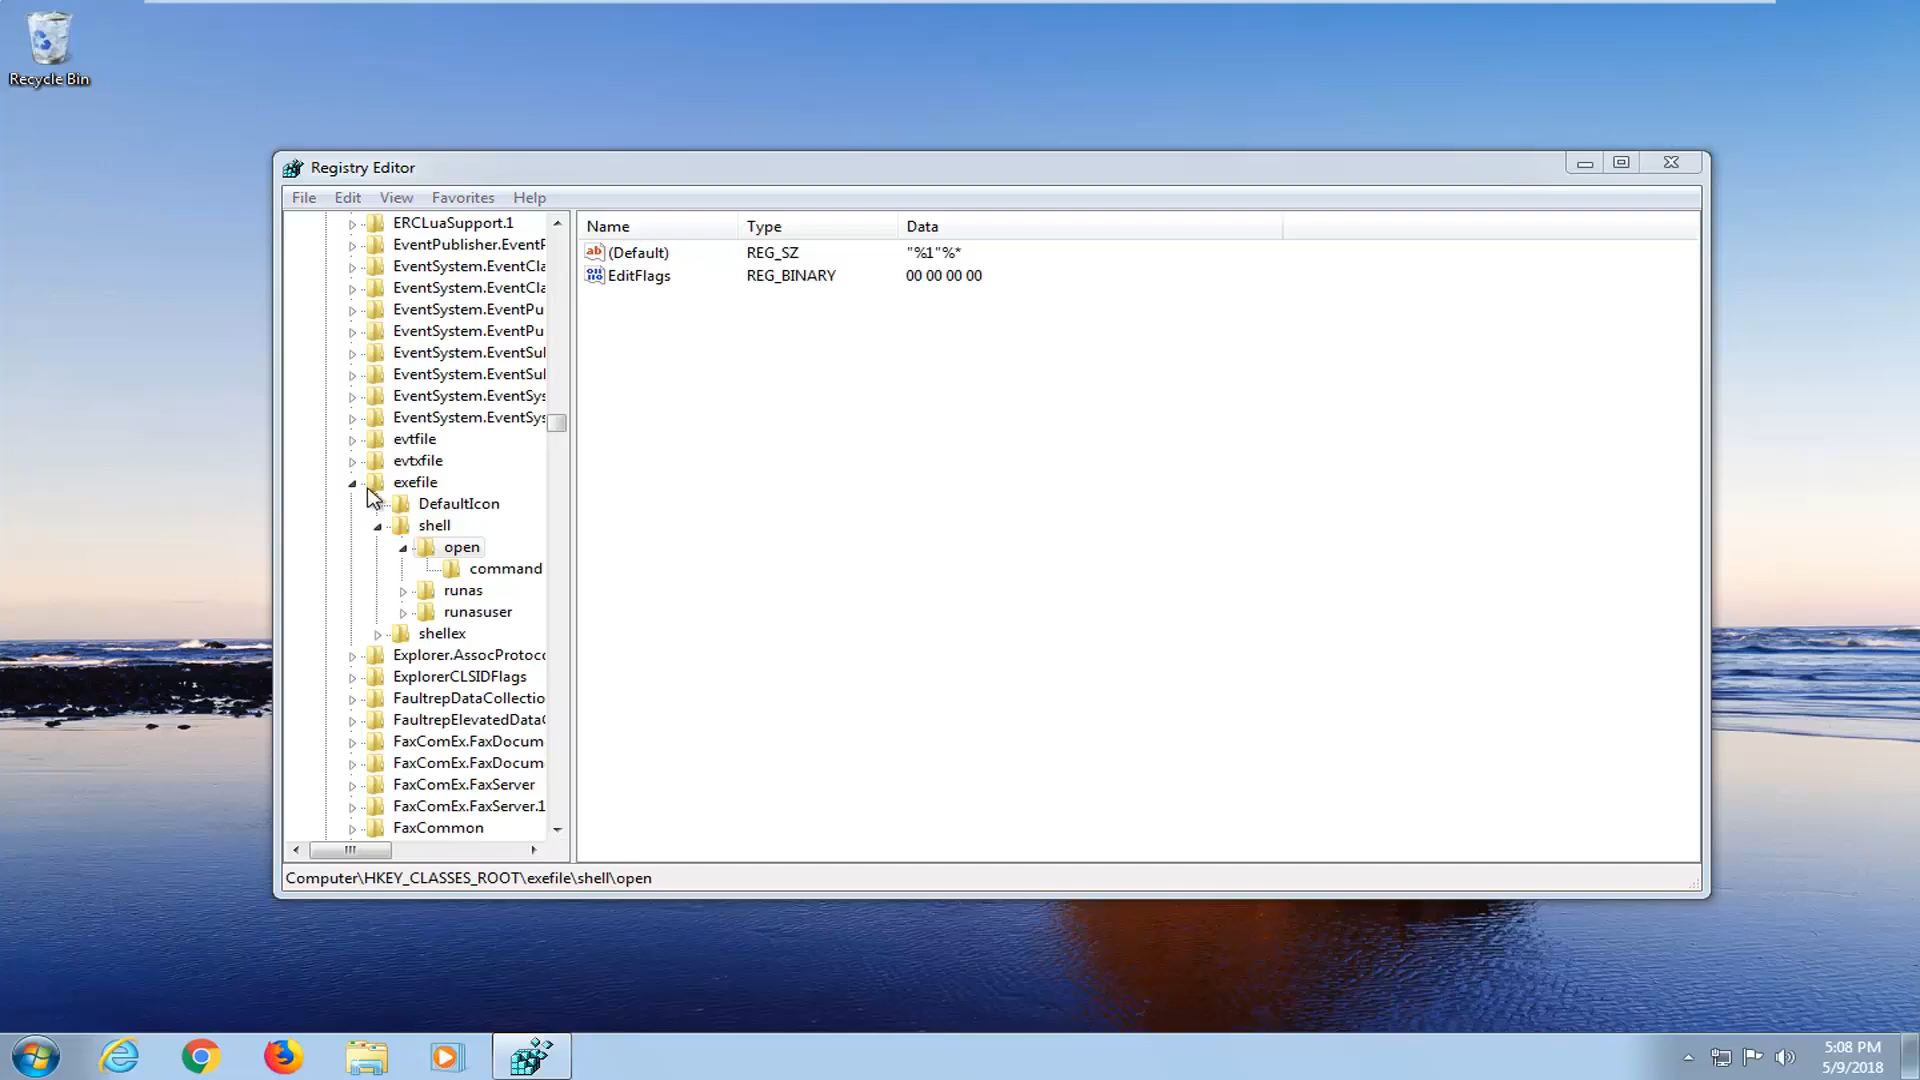 Recycle Bin
Registry Editor
File Edit View Favorites Help
ERCLuaSupport.1
EventPublisher.EventP
EventSystem.EventCla
EventSystem.EventCla
EventSystem.EventPu
EventSystem.EventPu
EventSystem.EventSul
EventSystem.EventSul
EventSystem.EventSys
EventSystem.EventSys
evtfile
evtxfile
exefile
DefaultIcon
shell
open
command
runas
runasuser
shellex
Explorer.AssocProtoco
ExplorerCLSIDFlags
FaultrepDataCollectio
FaultrepElevatedDataC
FaxComEx.FaxDocum
FaxComEx.FaxDocum
FaxComEx.FaxServer
FaxComEx.FaxServer.1
FaxCommon
Name Type Data
(Default) REG_SZ "%1"%*
EditFlags REG_BINARY 00 00 00 00
Computer\HKEY_CLASSES_ROOT\exefile\shell\open
5:08 PM
5/9/2018